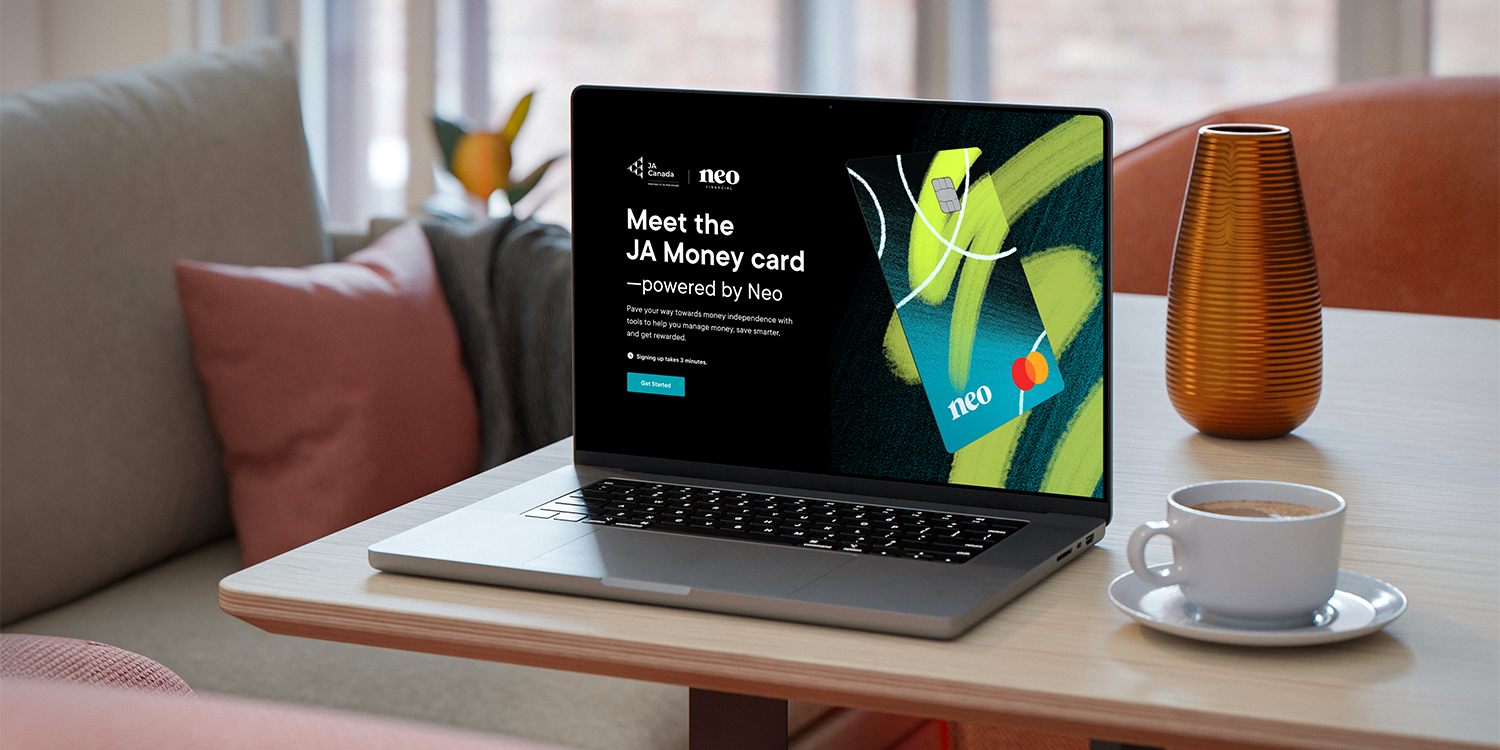 JA
Canada
neo
FINANCIAL
Meet the
JA Money card
—powered by Neo
Pave your way towards money independence with
tools to help you manage money, save smarter,
and get rewarded.
Signing up takes 3 minutes.
Get Started
neo